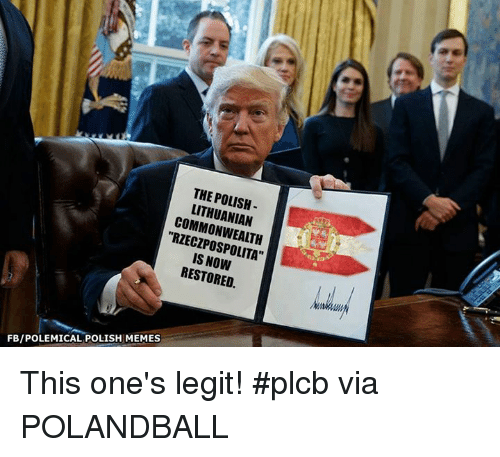 THE POLISH-
LITHUANIAN
COMMONWEALTH
"RZECZPOSPOLITA"
IS NOW
RESTORED.
FB/POLEMICAL POLISH MEMES
This one's legit! #plcb via
POLANDBALL